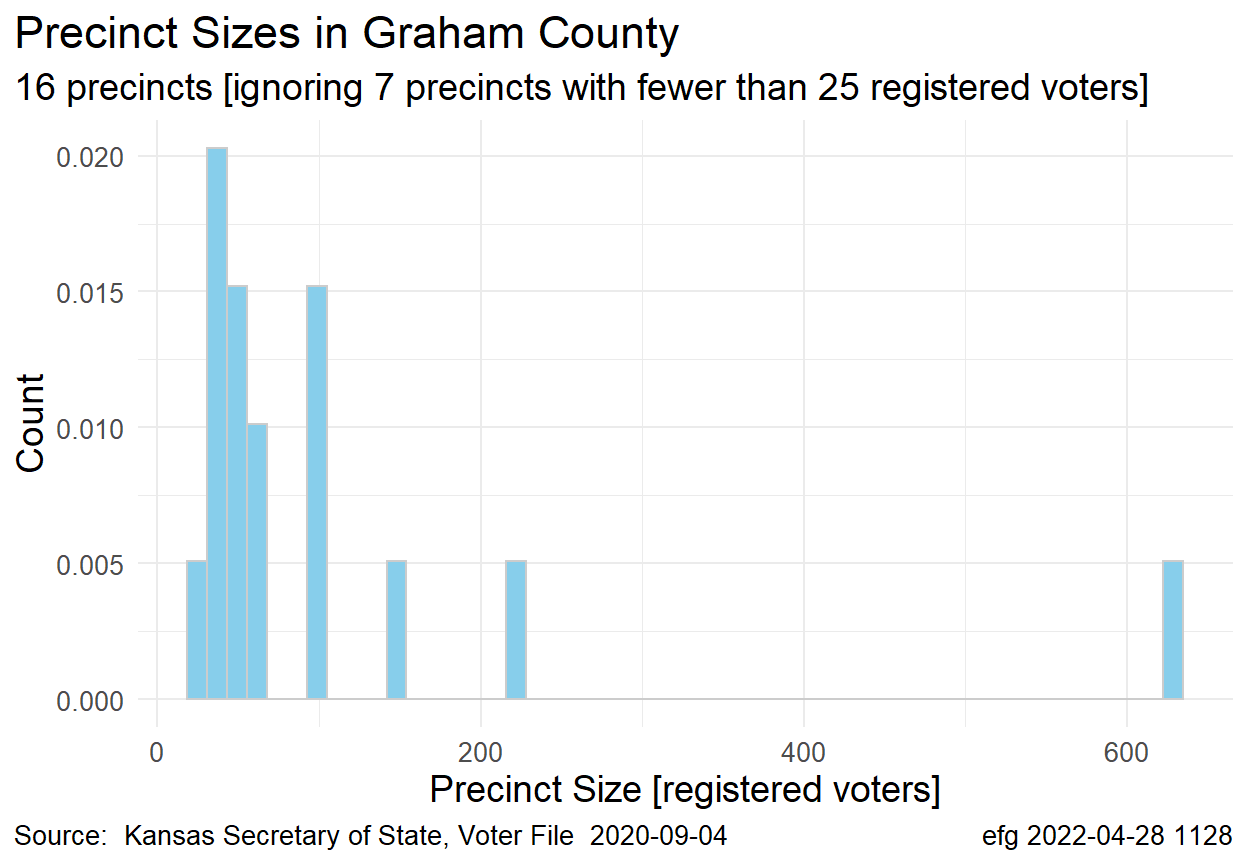 Precinct Sizes in Graham County
16 precincts [ignoring 7 precincts with fewer than 25 registered voters]
0.020
0.015
0.010
0.005
0.000
Count
0 200 400 600
Precinct Size [registered voters]
Source:  Kansas Secretary of State, Voter File  2020-09-04
efg 2022-04-28 1128